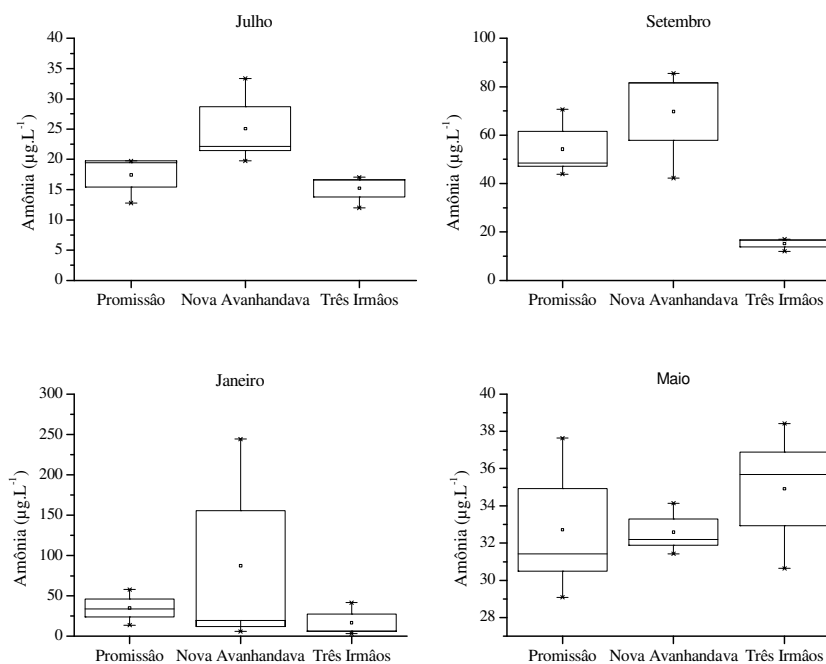 Julho
40
35
30
25
20
15
10
5
0
Amônia (µg.L-1)
Promissão Nova Avanhandava Três Irmãos
Setembro
100
80
60
40
20
0
Amônia (µg.L-1)
Promissão Nova Avanhandava Três Irmãos
Janeiro
300
250
200
150
100
50
0
Amônia (µg.L-1)
Promissão Nova Avanhandava Três Irmãos
Maio
40
38
36
34
32
30
28
Amônia (µg.L-1)
Promissão Nova Avanhandava Três Irmãos